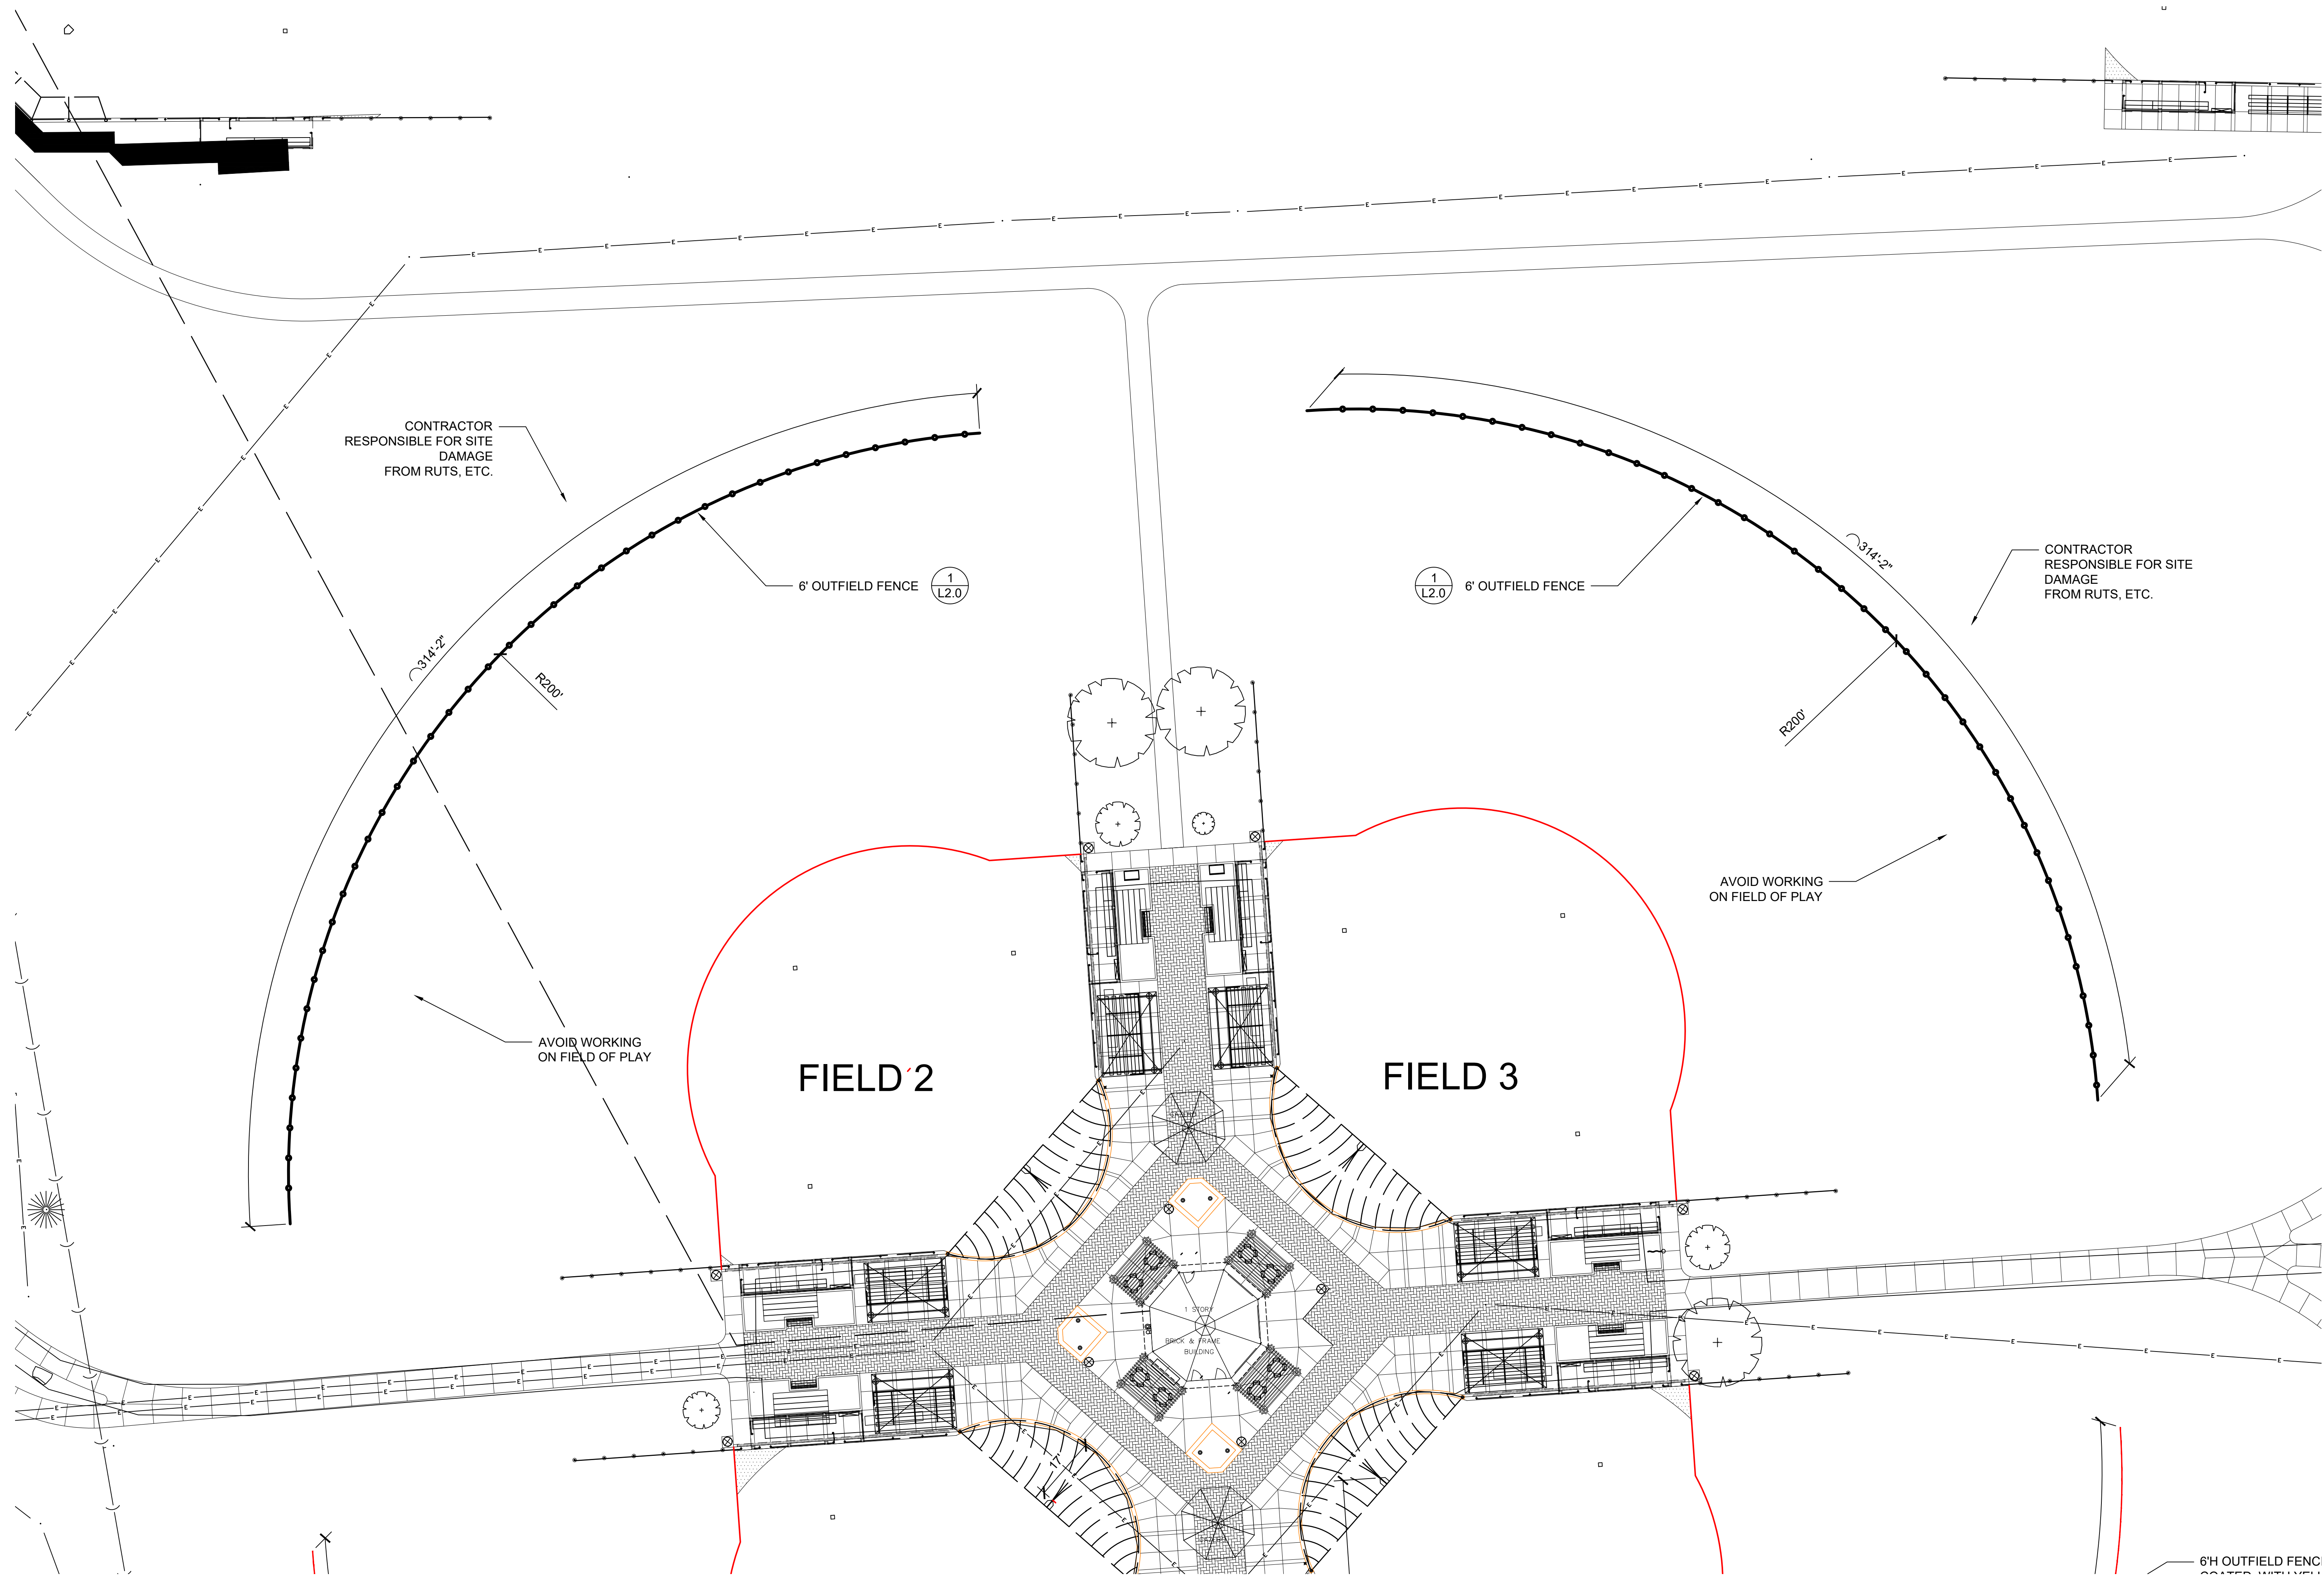 CONTRACTOR
RESPONSIBLE FOR SITE
DAMAGE
FROM RUTS, ETC.
6' OUTFIELD FENCE
1
L2.0
314'-2"
R200'
AVOID WORKING
ON FIELD OF PLAY
FIELD 2
1
L2.0
6' OUTFIELD FENCE
314'-2"
CONTRACTOR
RESPONSIBLE FOR SITE
DAMAGE
FROM RUTS, ETC.
R200'
AVOID WORKING
ON FIELD OF PLAY
FIELD 3
1 STORY
BRICK & FRAME
BUILDING
6'H OUTFIELD